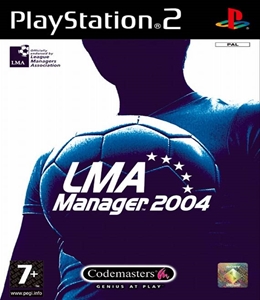 PlayStation®2
PAL
LMA
Officially
endorsed by
League
Managers
Association
LMA
Manager™ 2004
7+
www.pegi.info
Codemasters
GENIUS AT PLAY